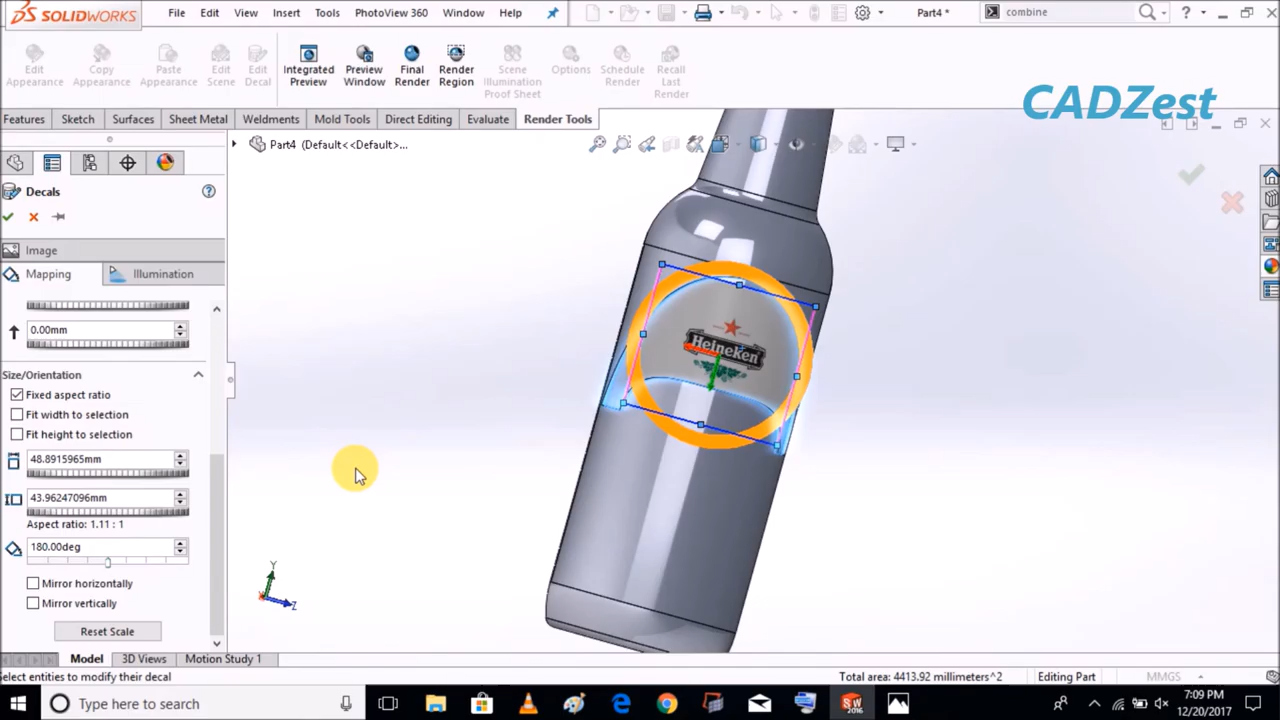 SOLIDWORKS File Edit View Insert Tools PhotoView 360 Window Help Part4 * combine
Edit Appearance
Copy Appearance
Paste Appearance
Edit Scene
Edit Decal
Integrated Preview
Preview Window
Final Render
Render Region
Scene Illumination Proof Sheet
Options
Schedule Render
Recall Last Render
CADZest
Features Sketch Surfaces Sheet Metal Weldments Mold Tools Direct Editing Evaluate Render Tools
Part4 (Default<<Default>...
Decals
Image
Mapping Illumination
0.00mm
Size/Orientation
Fixed aspect ratio
Fit width to selection
Fit height to selection
48.8915965mm
43.96247096mm
Aspect ratio: 1.11 : 1
180.00deg
Mirror horizontally
Mirror vertically
Reset Scale
Heineken
Y
Z
Model 3D Views Motion Study 1
Select entities to modify their decal Total area: 4413.92 millimeters^2 Editing Part MMGS
Type here to search
SW 2016
7:09 PM
12/20/2017